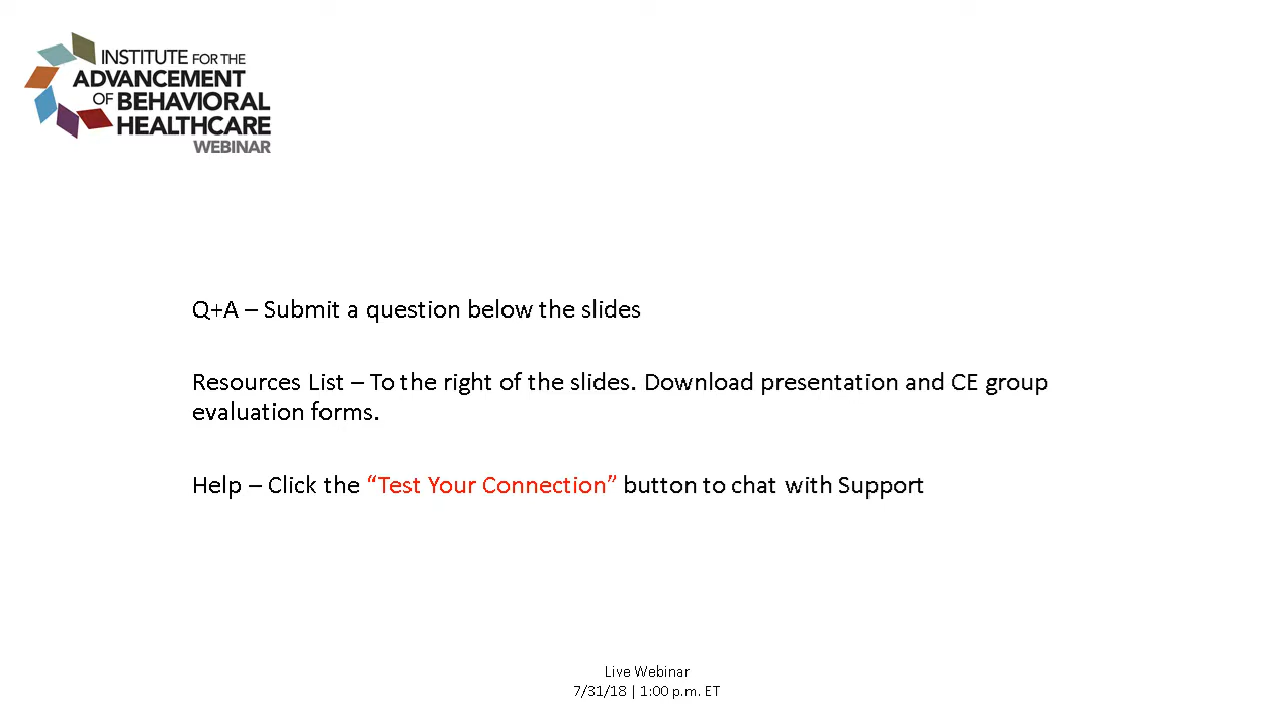 INSTITUTE FOR THE
ADVANCEMENT
OF BEHAVIORAL
HEALTHCARE
WEBINAR
Q+A – Submit a question below the slides
Resources List – To the right of the slides. Download presentation and CE group
evaluation forms.
Help – Click the “Test Your Connection” button to chat with Support
Live Webinar
7/31/18 | 1:00 p.m. ET